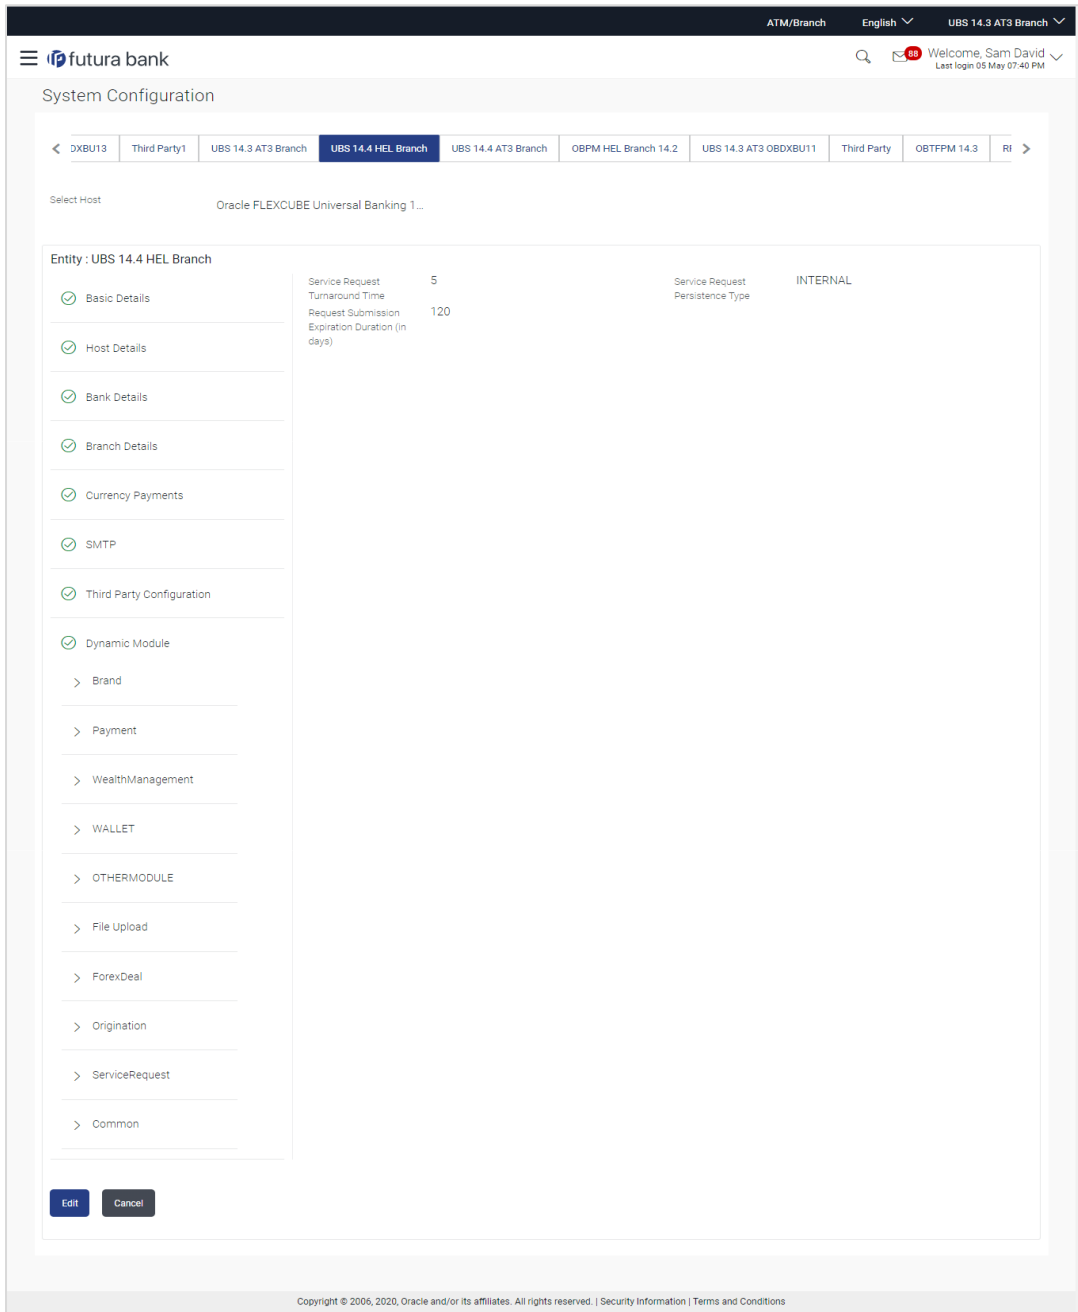 ATM/Branch English UBS 14.3 AT3 Branch
futura bank 88 Welcome, Sam David
Last login 05 May 07:40 PM
System Configuration
DXBU13 Third Party1 UBS 14.3 AT3 Branch UBS 14.4 HEL Branch UBS 14.4 AT3 Branch OBPM HEL Branch 14.2 UBS 14.3 AT3 OBDXBU11 Third Party OBTFPM 14.3
Select Host Oracle FLEXCUBE Universal Banking 1...
Entity : UBS 14.4 HEL Branch
Service Request Turnaround Time 5 Service Request Persistence Type INTERNAL
Request Submission Expiration Duration (in days) 120
Basic Details
Host Details
Bank Details
Branch Details
Currency Payments
SMTP
Third Party Configuration
Dynamic Module
Brand
Payment
WealthManagement
WALLET
OTHERMODULE
File Upload
ForexDeal
Origination
ServiceRequest
Common
Edit Cancel
Copyright © 2006, 2020, Oracle and/or its affiliates. All rights reserved. | Security Information | Terms and Conditions